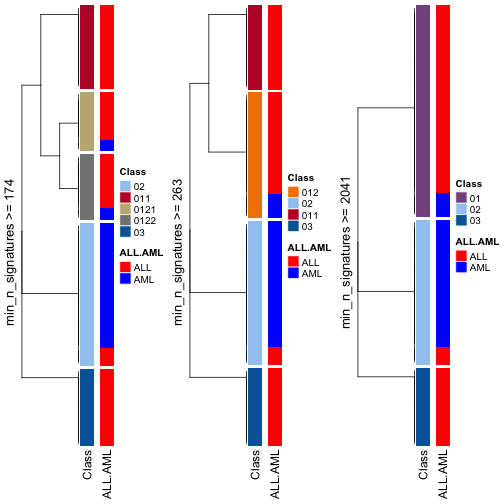 min_n_signatures >= 174
Class
02
011
0121
0122
03
ALL.AML
ALL
AML
Class
ALL.AML
min_n_signatures >= 263
Class
012
02
011
03
ALL.AML
ALL
AML
Class
ALL.AML
min_n_signatures >= 2041
Class
01
02
03
ALL.AML
ALL
AML
Class
ALL.AML